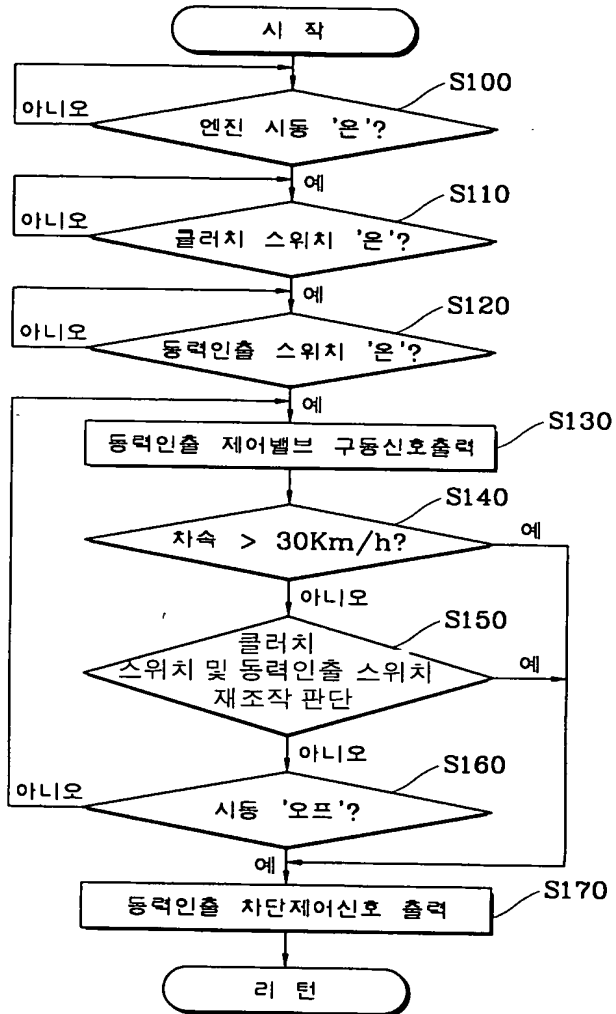 시 작
S100
아니오
엔진 시동 '온'?
예
S110
아니오
클러치 스위치 '온'?
예
S120
아니오
동력인출 스위치 '온'?
예
S130
동력인출 제어밸브 구동신호출력
S140
차속 > 30Km/h?
예
아니오
S150
클러치
스위치 및 동력인출 스위치
재조작 판단
예
아니오
S160
아니오
시동 '오프'?
예
S170
동력인출 차단제어신호 출력
리 턴